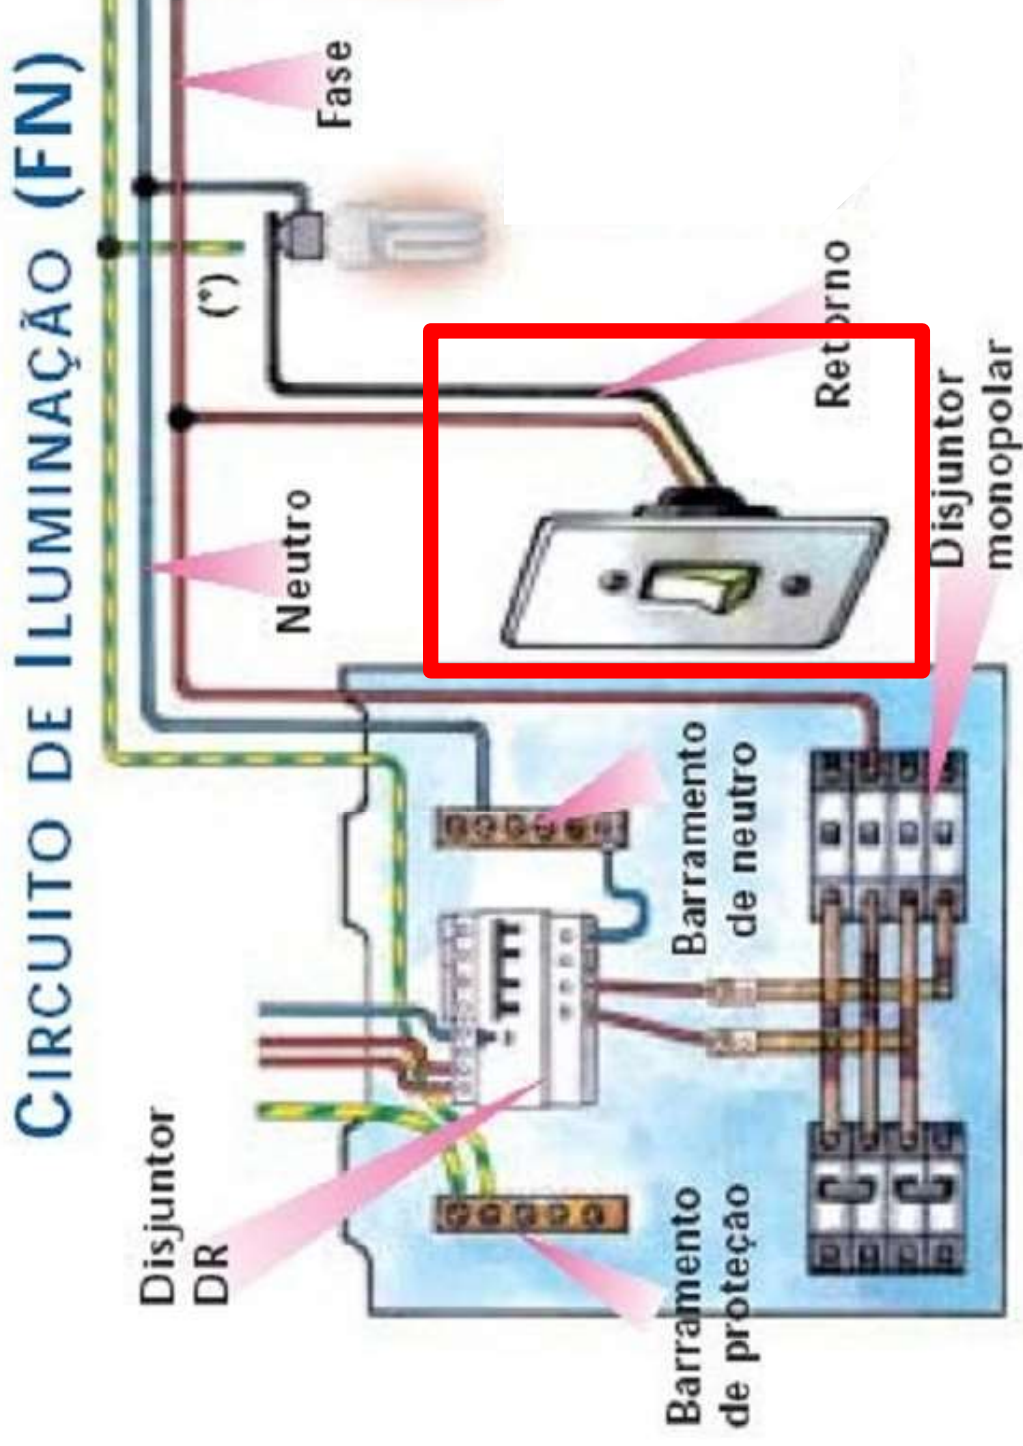 CIRCUITO DE ILUMINAÇÃO (FN)
Fase
(*)
Neutro
Retorno
Disjuntor
monopolar
Disjuntor
DR
Barramento
de neutro
Barramento
de proteção